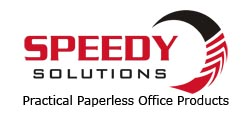 SPEEDY
SOLUTIONS
Practical Paperless Office Products